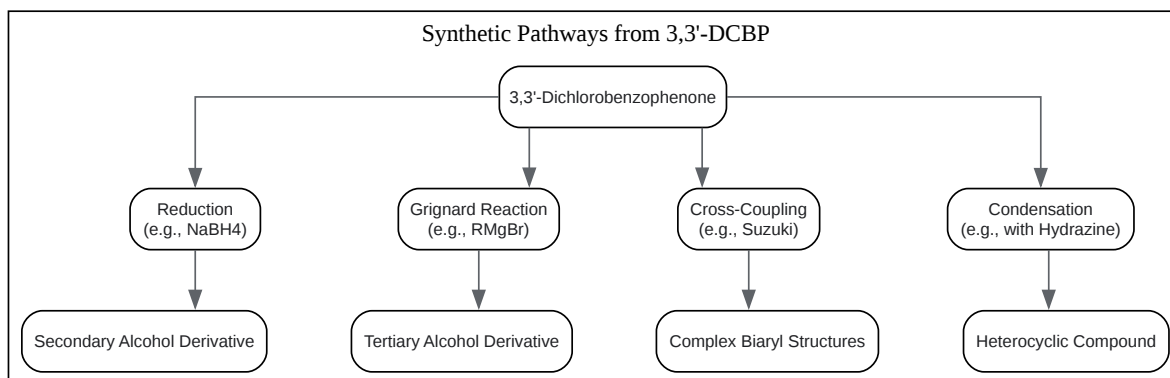 Synthetic Pathways from 3,3'-DCBP
3,3'-Dichlorobenzophenone
Reduction
(e.g., NaBH4)
Grignard Reaction
(e.g., RMgBr)
Cross-Coupling
(e.g., Suzuki)
Condensation
(e.g., with Hydrazine)
Secondary Alcohol Derivative
Tertiary Alcohol Derivative
Complex Biaryl Structures
Heterocyclic Compound